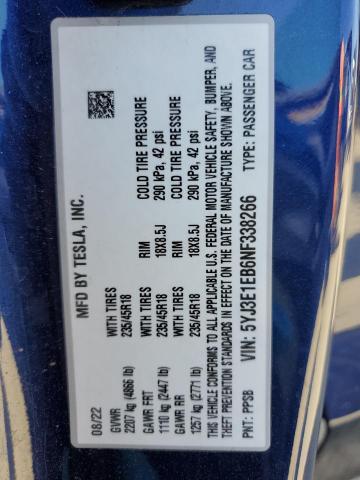 MFD BY TESLA, INC.
08/22
GVWR
2207 kg (4866 lb)
WITH TIRES
235/45R18
RIM
18X8.5J
COLD TIRE PRESSURE
290 kPa, 42 psi
GAWR FRT
1110 kg (2447 lb)
WITH TIRES
235/45R18
RIM
18X8.5J
COLD TIRE PRESSURE
290 kPa, 42 psi
GAWR RR
1257 kg (2771 lb)
THIS VEHICLE CONFORMS TO ALL APPLICABLE U.S. FEDERAL MOTOR VEHICLE SAFETY, BUMPER, AND
THEFT PREVENTION STANDARDS IN EFFECT ON THE DATE OF MANUFACTURE SHOWN ABOVE.
VIN: 5YJ3E1EB6NF338266
PNT: PPSB
TYPE: PASSENGER CAR